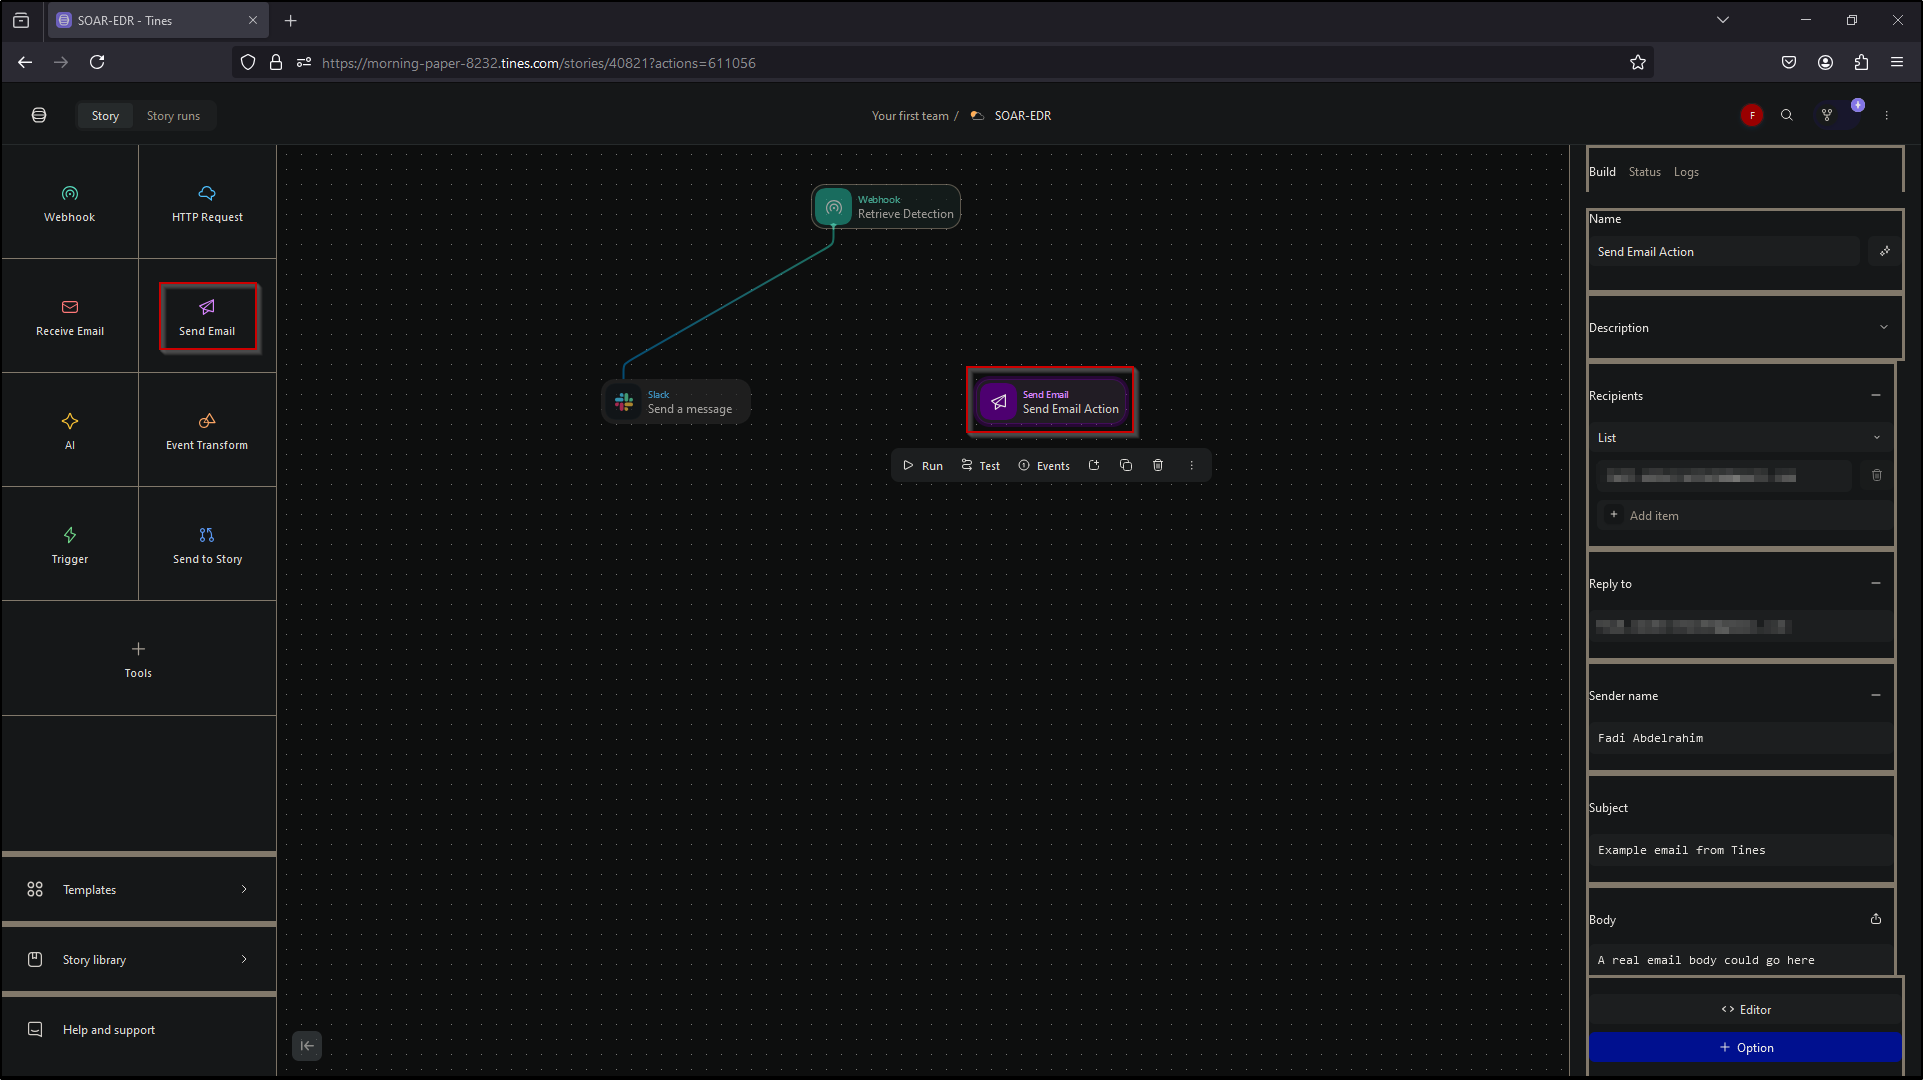 SOAR-EDR - Tines
https://morning-paper-8232.tines.com/stories/40821?actions=611056
Story
Story runs
Your first team / SOAR-EDR
F
Webhook
HTTP Request
Receive Email
Send Email
AI
Event Transform
Trigger
Send to Story
Tools
Templates
Story library
Help and support
Webhook
Retrieve Detection
Slack
Send a message
Send Email
Send Email Action
Run
Test
Events
Build
Status
Logs
Name
Send Email Action
Description
Recipients
List
Add item
Reply to
Sender name
Fadi Abdelrahim
Subject
Example email from Tines
Body
A real email body could go here
<> Editor
+ Option